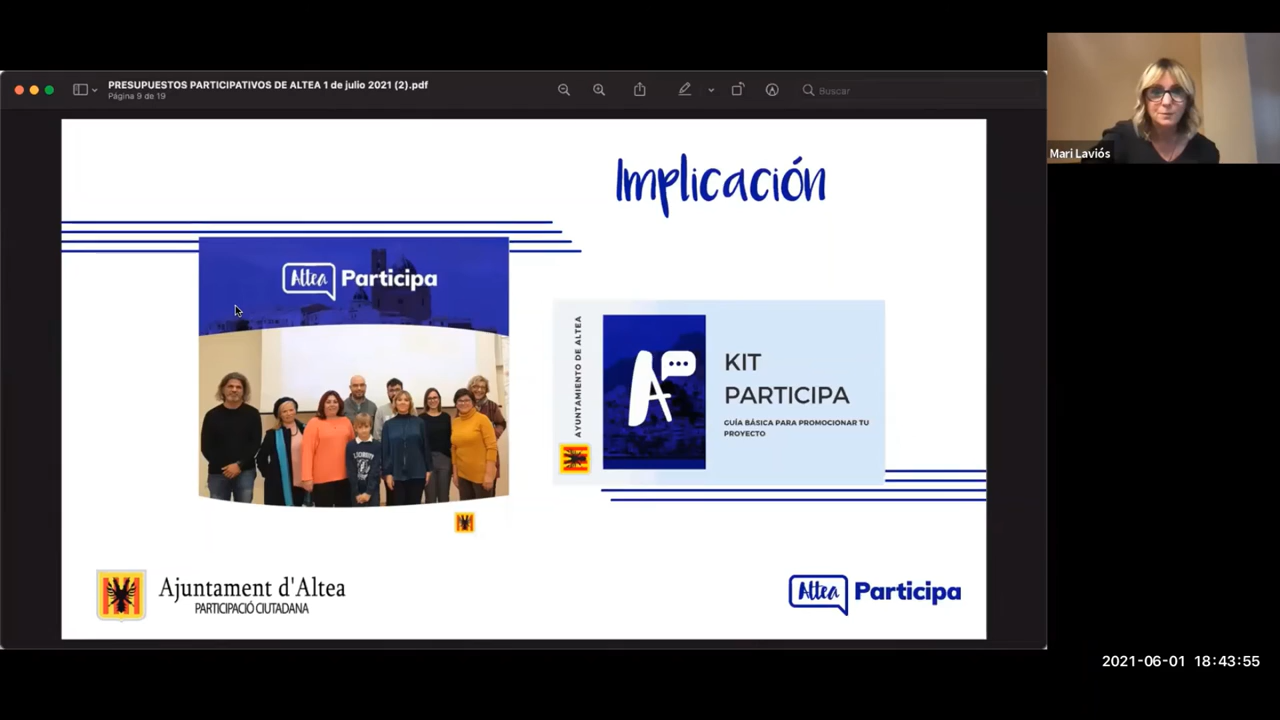 PRESUPUESTOS PARTICIPATIVOS DE ALTEA 1 de julio 2021 (2).pdf
Página 9 de 19
Buscar
Mari Laviós
Implicación
Altea Participa
AYUNTAMIENTO DE ALTEA
KIT
PARTICIPA
GUÍA BÁSICA PARA PROMOCIONAR TU
PROYECTO
Ajuntament d'Altea
PARTICIPACIÓ CIUTADANA
Altea Participa
2021-06-01 18:43:55